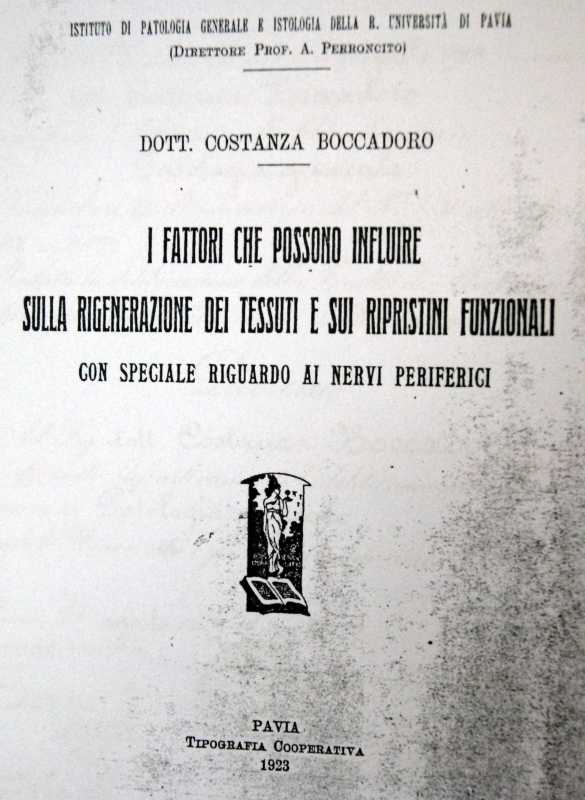 ISTITUTO DI PATOLOGIA GENERALE E ISTOLOGIA DELLA R. UNIVERSITÀ DI PAVIA
(DIRETTORE PROF. A. PERRONCITO)
DOTT. COSTANZA BOCCADORO
I FATTORI CHE POSSONO INFLUIRE
SULLA RIGENERAZIONE DEI TESSUTI E SUI RIPRISTINI FUNZIONALI
CON SPECIALE RIGUARDO AI NERVI PERIFERICI
PAVIA
TIPOGRAFIA COOPERATIVA
1923